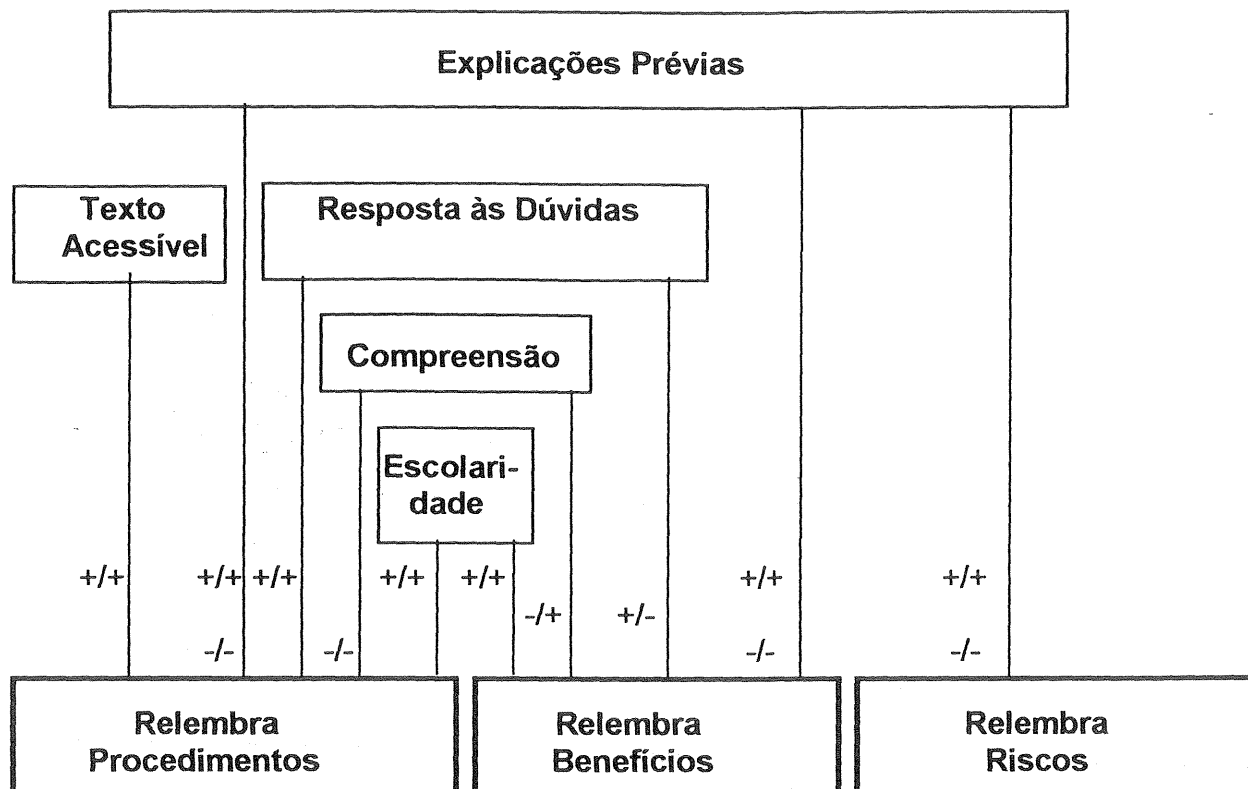 Explicações Prévias
Texto
Acessível
Resposta às Dúvidas
Compreensão
Escolari-
dade
+/+ +/+ +/+ +/+ +/+ +/+ +/+
-/+ +/-
-/- -/- -/- -/-
Relembra
Procedimentos
Relembra
Benefícios
Relembra
Riscos